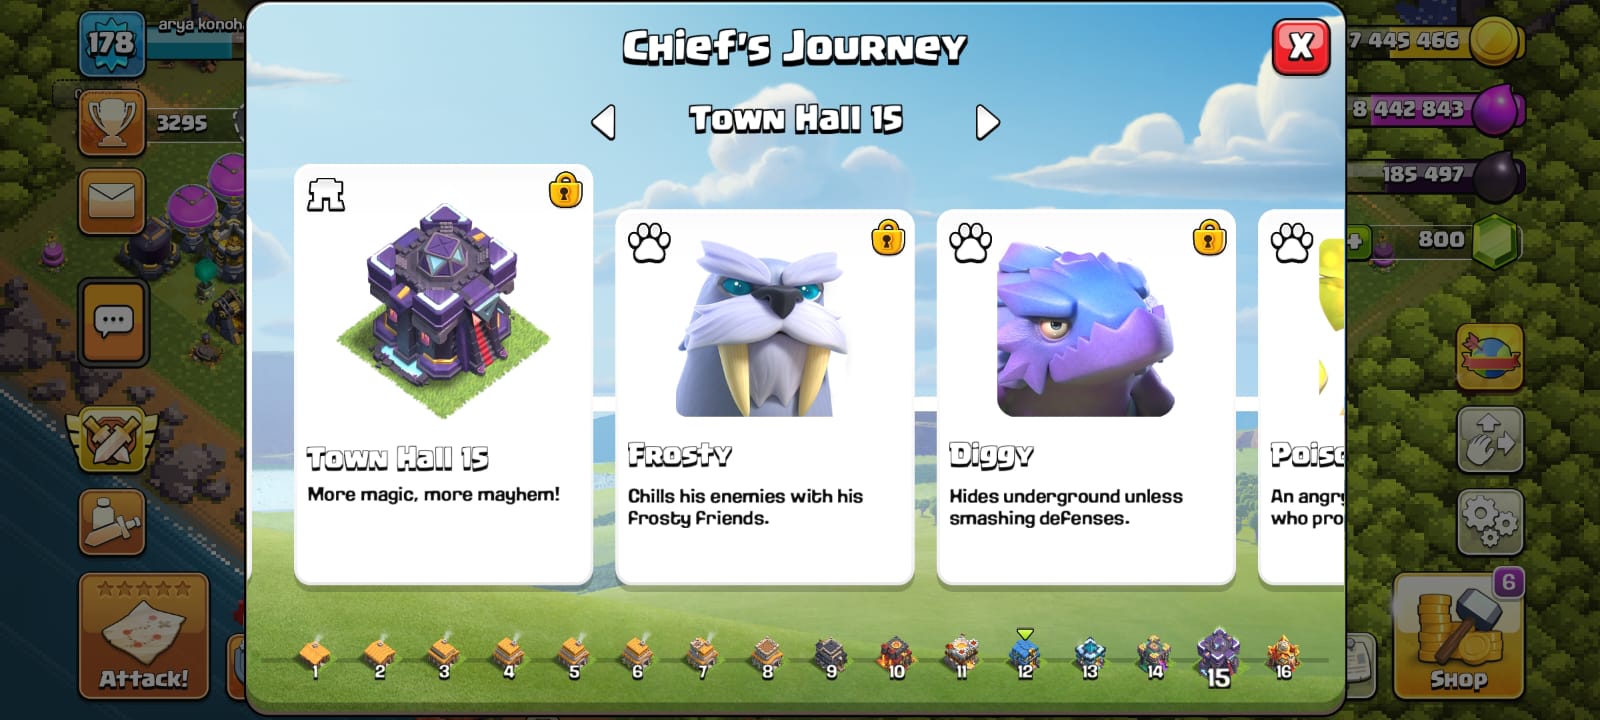 178
arya konoh
3295
Chief's Journey
X
Town Hall 15
7 445 466
8 442 843
185 497
800
Town Hall 15
More magic, more mayhem!
Frosty
Chills his enemies with his
frosty friends.
Diggy
Hides underground unless
smashing defenses.
Poiso
An angry
who pro
Attack!
1 2 3 4 5 6 7 8 9 10 11 12 13 14 15 16
6
Shop